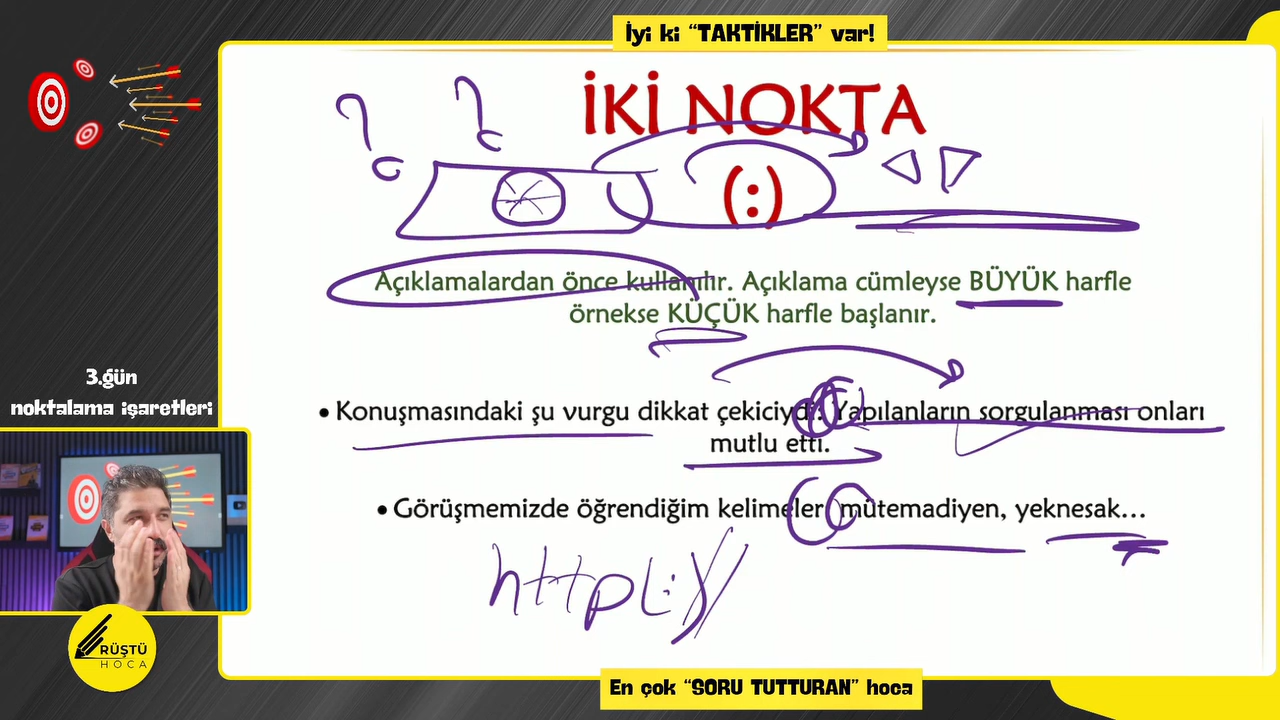 İyi ki “TAKTİKLER” var!
İKİ NOKTA
(:)
Açıklamalardan önce kullanılır. Açıklama cümleyse BÜYÜK harfle
örnekse KÜÇÜK harfle başlanır.
3.gün
noktalama işaretleri
• Konuşmasındaki şu vurgu dikkat çekiciydi: Yapılanların sorgulanması onları
mutlu etti.
• Görüşmemizde öğrendiğim kelimeler: mütemadiyen, yeknesak...
http(:)//
RÜŞTÜ
HOCA
En çok “SORU TUTTURAN” hoca